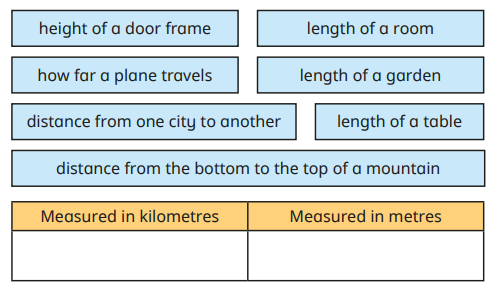 height of a door frame
length of a room
how far a plane travels
length of a garden
distance from one city to another
length of a table
distance from the bottom to the top of a mountain
Measured in kilometres
Measured in metres